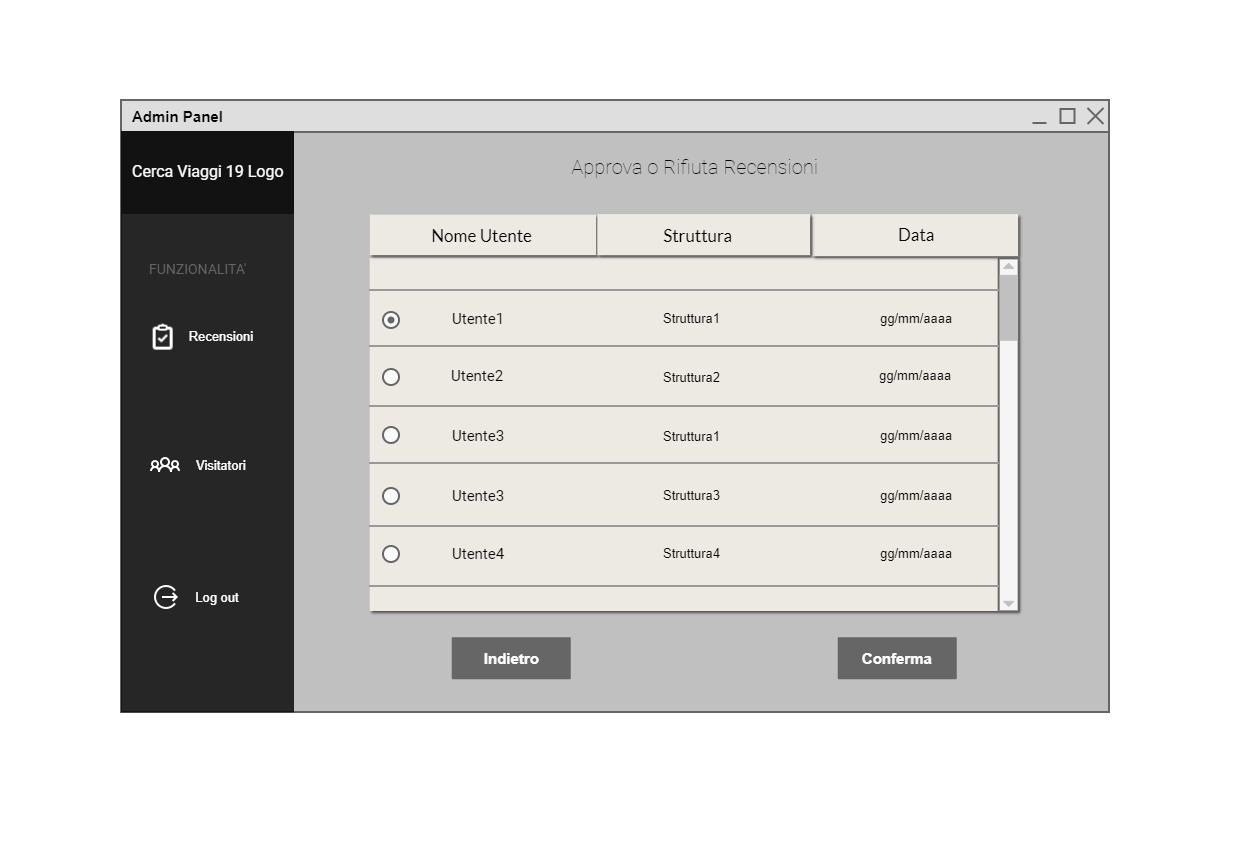 Admin Panel
Cerca Viaggi 19 Logo
FUNZIONALITA'
Recensioni
Visitatori
Log out
Approva o Rifiuta Recensioni
Nome Utente Struttura Data
Utente1 Struttura1 gg/mm/aaaa
Utente2 Struttura2 gg/mm/aaaa
Utente3 Struttura1 gg/mm/aaaa
Utente3 Struttura3 gg/mm/aaaa
Utente4 Struttura4 gg/mm/aaaa
Indietro Conferma